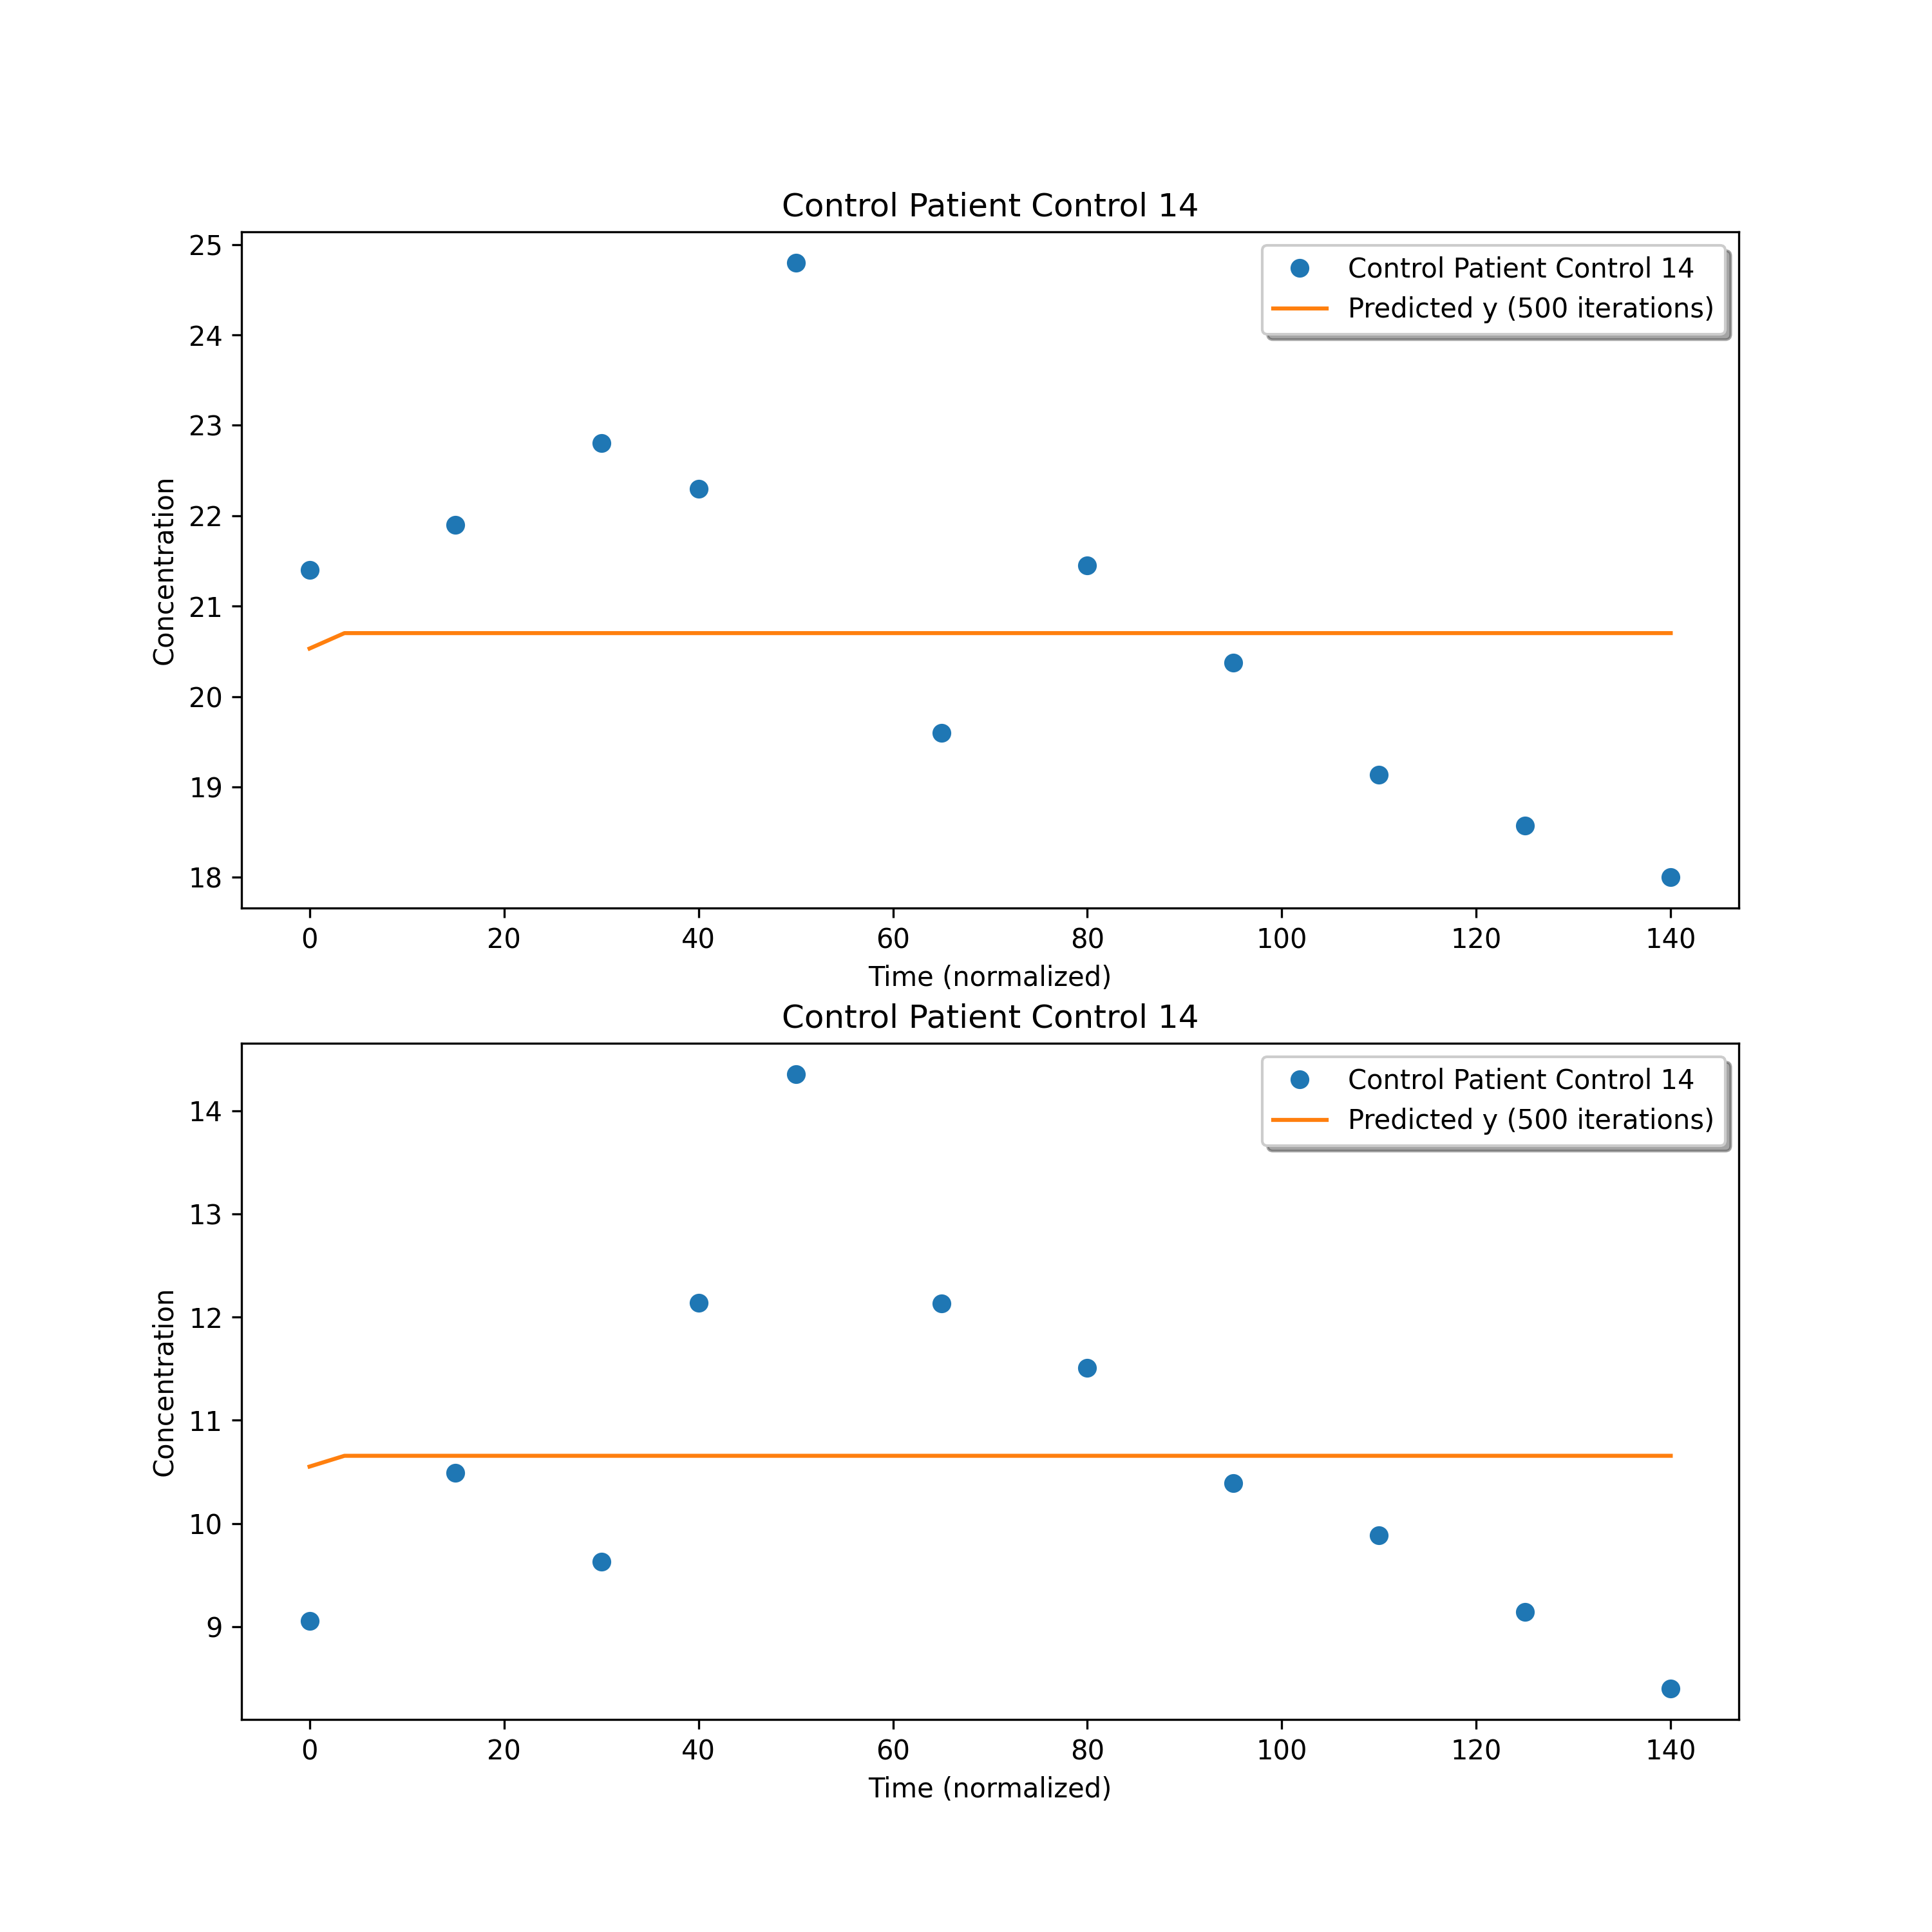 Control Patient Control 14
25
24
23
22
21
20
19
18
Concentration
Control Patient Control 14
Predicted y (500 iterations)
0 20 40 60 80 100 120 140
Time (normalized)
Control Patient Control 14
14
13
12
11
10
9
Concentration
Control Patient Control 14
Predicted y (500 iterations)
0 20 40 60 80 100 120 140
Time (normalized)